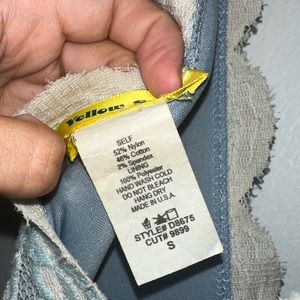 Yellow S
SELF
52% Nylon
46% Cotton
2% Spandex
LINING
100% Polyester
HAND WASH COLD
DO NOT BLEACH
HANG DRY
MADE IN U.S.A.
STYLE# D8675
CUT# 9899
S